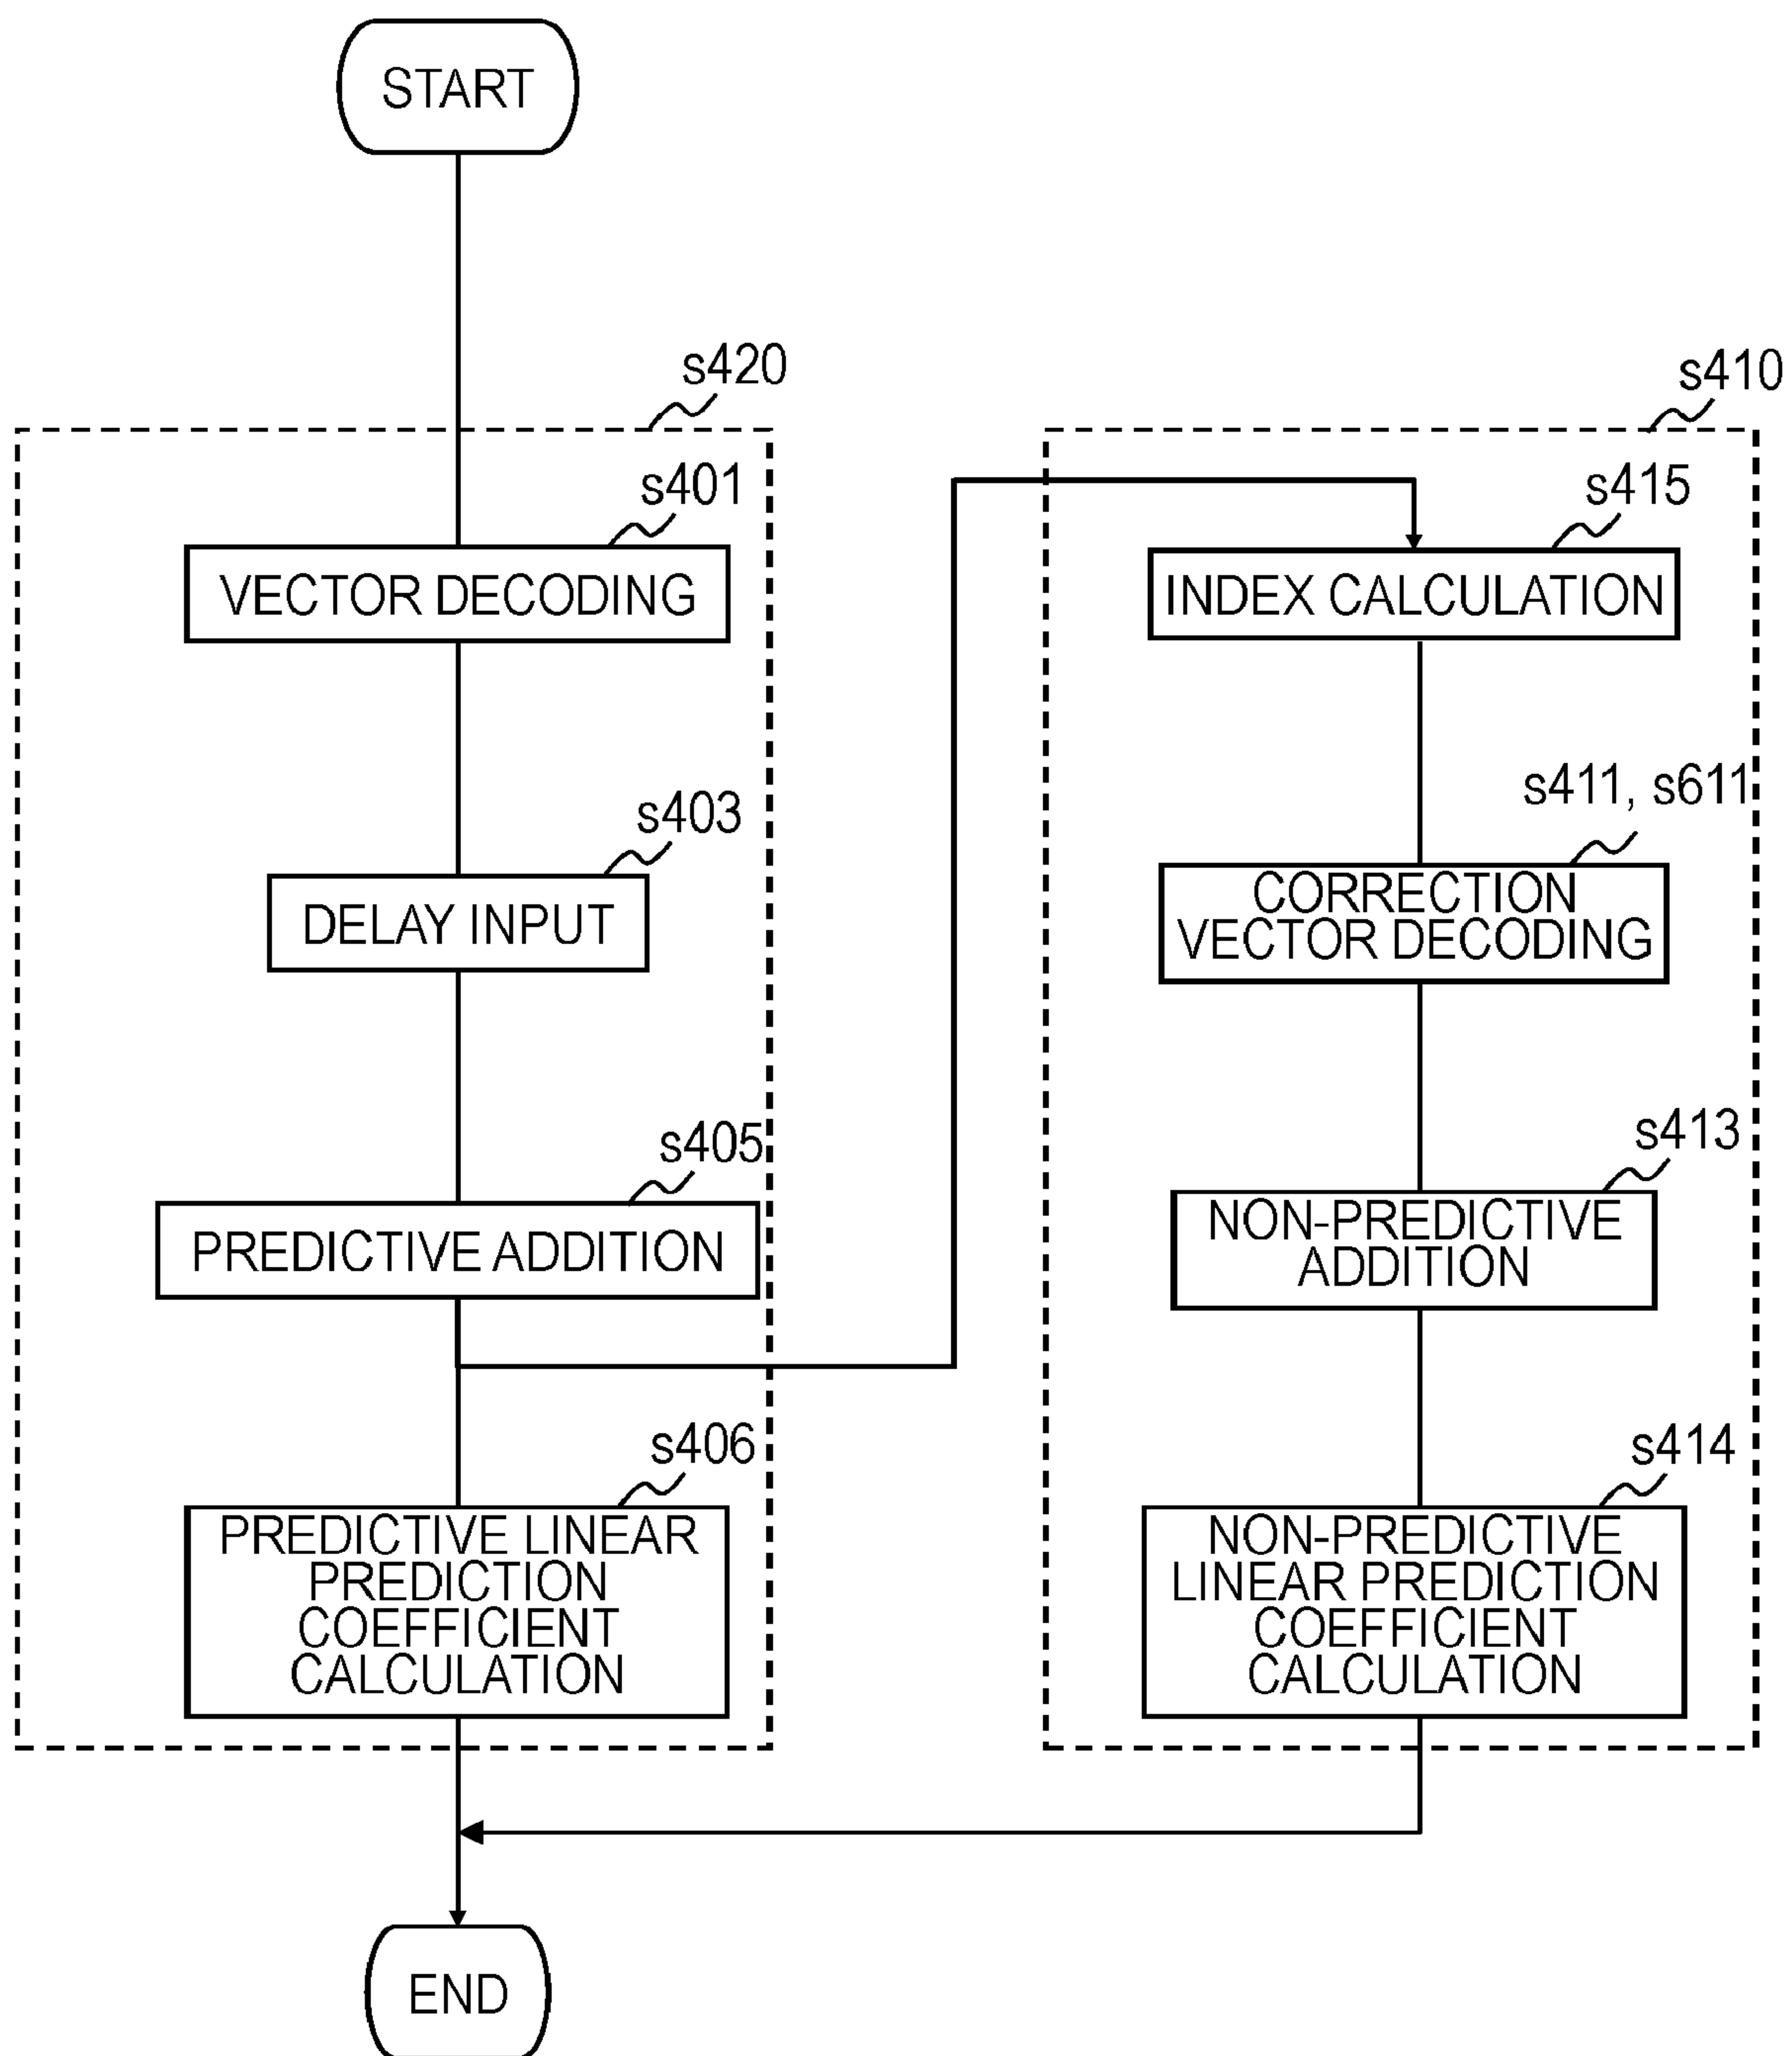 START
s420
s401
VECTOR DECODING
s403
DELAY INPUT
s405
PREDICTIVE ADDITION
s406
PREDICTIVE LINEAR
PREDICTION
COEFFICIENT
CALCULATION
s410
s415
INDEX CALCULATION
s411, s611
CORRECTION
VECTOR DECODING
s413
NON-PREDICTIVE
ADDITION
s414
NON-PREDICTIVE
LINEAR PREDICTION
COEFFICIENT
CALCULATION
END